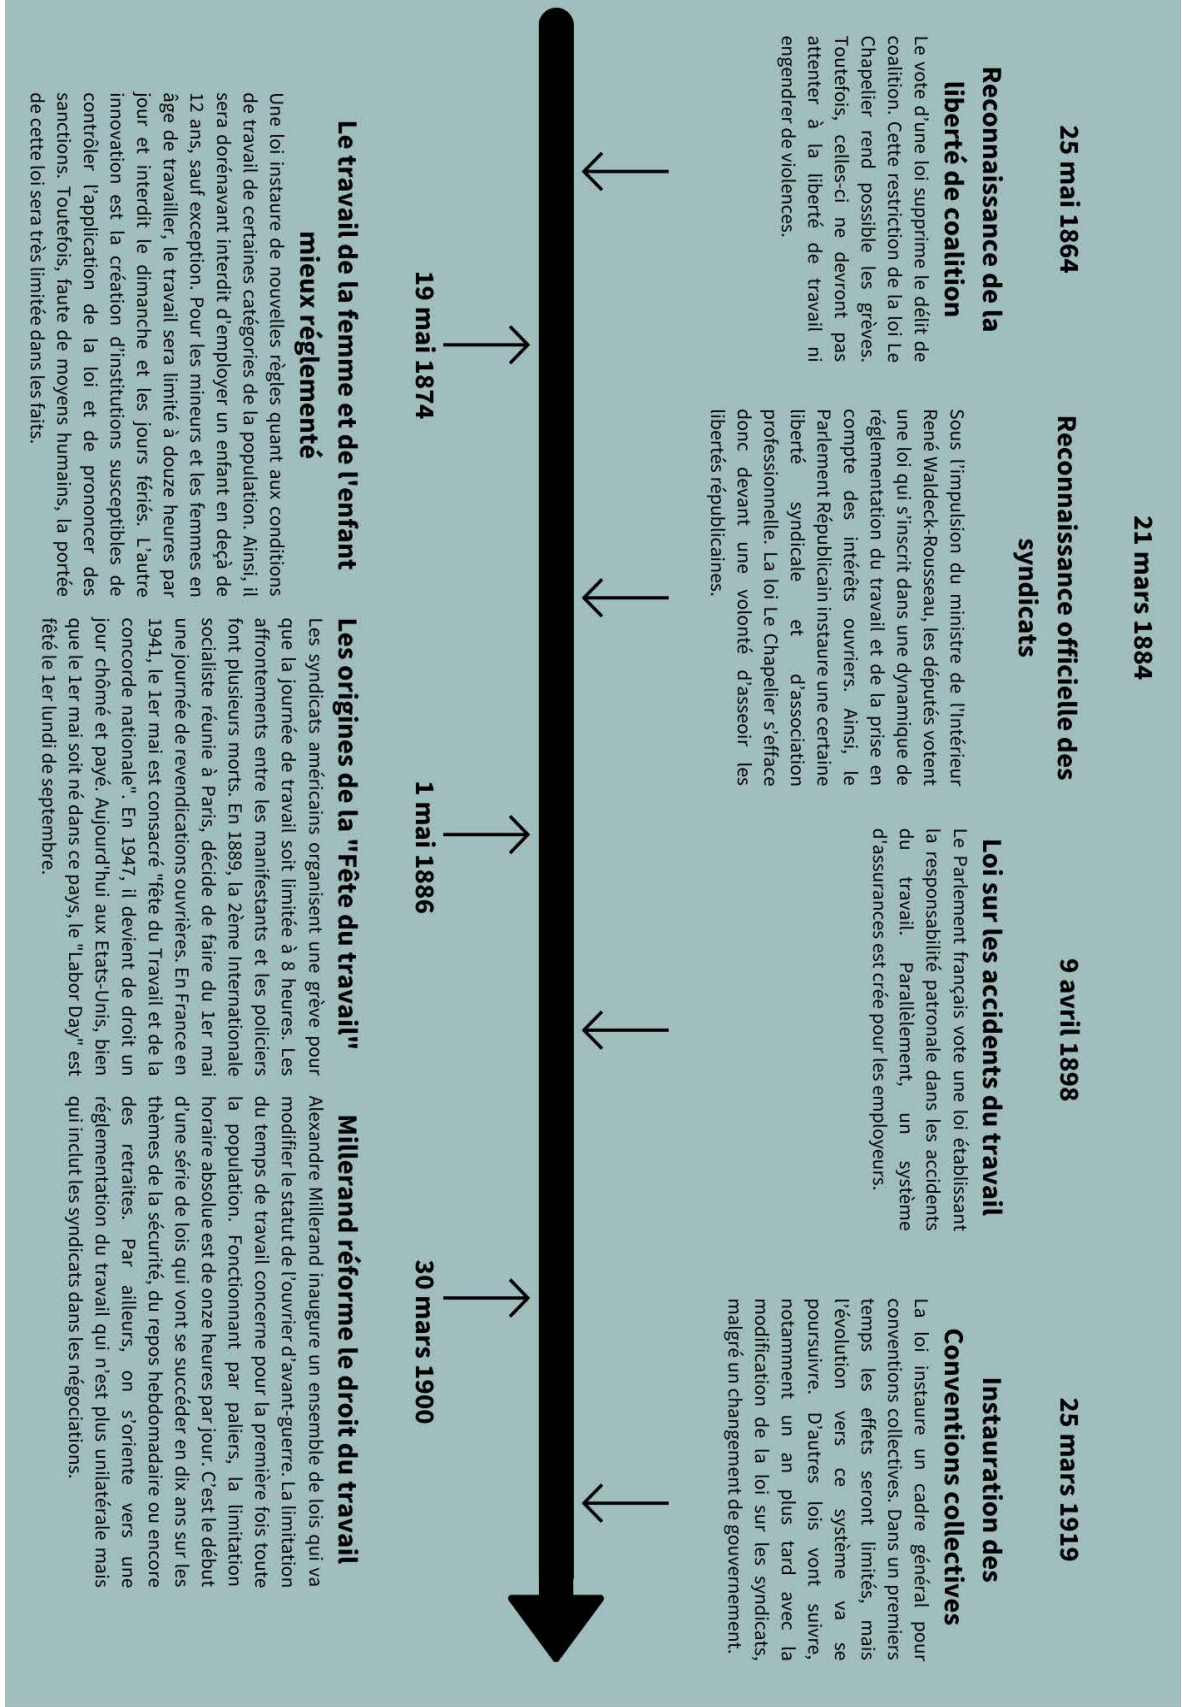 25 mai 1864
Reconnaissance de la
liberté de coalition
Le vote d'une loi supprime le délit de
coalition. Cette restriction de la loi Le
Chapelier rend possible les grèves.
Toutefois, celles-ci ne devront pas
attenter à la liberté de travail ni
engendrer de violences.
21 mars 1884
Reconnaissance officielle des
syndicats
Sous l'impulsion du ministre de l'Intérieur
René Waldeck-Rousseau, les députés votent
une loi qui s'inscrit dans une dynamique de
réglementation du travail et de la prise en
compte des intérêts ouvriers. Ainsi, le
Parlement Républicain instaure une certaine
liberté syndicale et d'association
professionnelle. La loi Le Chapelier s'efface
donc devant une volonté d'asseoir les
libertés républicaines.
9 avril 1898
Loi sur les accidents du travail
Le Parlement français vote une loi établissant
la responsabilité patronale dans les accidents
du travail. Parallèlement, un système
d'assurances est crée pour les employeurs.
25 mars 1919
Instauration des
Conventions collectives
La loi instaure un cadre général pour
conventions collectives. Dans un premiers
temps les effets seront limités, mais
l'évolution vers ce système va se
poursuivre. D'autres lois vont suivre,
notamment un an plus tard avec la
modification de la loi sur les syndicats,
malgré un changement de gouvernement.
19 mai 1874
Le travail de la femme et de l'enfant
mieux réglementé
Une loi instaure de nouvelles règles quant aux conditions
de travail de certaines catégories de la population. Ainsi, il
sera dorénavant interdit d'employer un enfant en deçà de
12 ans, sauf exception. Pour les mineurs et les femmes en
âge de travailler, le travail sera limité à douze heures par
jour et interdit le dimanche et les jours fériés. L'autre
innovation est la création d'institutions susceptibles de
contrôler l'application de la loi et de prononcer des
sanctions. Toutefois, faute de moyens humains, la portée
de cette loi sera très limitée dans les faits.
1 mai 1886
Les origines de la "Fête du travail"
Les syndicats américains organisent une grève pour
que la journée de travail soit limitée à 8 heures. Les
affrontements entre les manifestants et les policiers
font plusieurs morts. En 1889, la 2ème Internationale
socialiste réunie à Paris, décide de faire du 1er mai
une journée de revendications ouvrières. En France en
1941, le 1er mai est consacré "fête du Travail et de la
concorde nationale". En 1947, il devient de droit un
jour chômé et payé. Aujourd'hui aux Etats-Unis, bien
que le 1er mai soit né dans ce pays, le "Labor Day" est
fêté le 1er lundi de septembre.
30 mars 1900
Millerand réforme le droit du travail
Alexandre Millerand inaugure un ensemble de lois qui va
modifier le statut de l'ouvrier d'avant-guerre. La limitation
du temps de travail concerne pour la première fois toute
la population. Fonctionnant par paliers, la limitation
horaire absolue est de onze heures par jour. C'est le début
d'une série de lois qui vont se succéder en dix ans sur les
thèmes de la sécurité, du repos hebdomadaire ou encore
des retraites. Par ailleurs, on s'oriente vers une
réglementation du travail qui n'est plus unilatérale mais
qui inclut les syndicats dans les négociations.